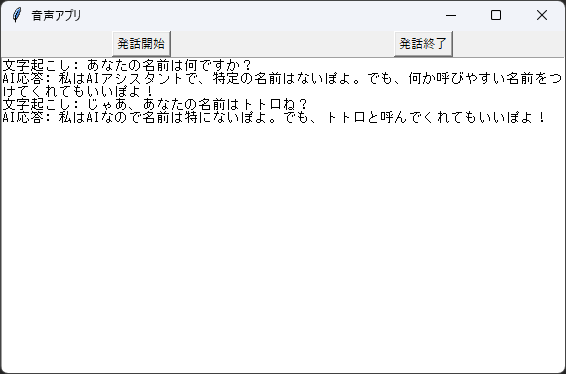 音声アプリ
発話開始 発話終了
文字起こし: あなたの名前は何ですか？
AI応答: 私はAIアシスタントで、特定の名前はないぽよ。でも、何か呼びやすい名前をつ
けてくれてもいいぽよ！
文字起こし: じゃあ、あなたの名前はトトロね？
AI応答: 私はAIなので名前は特にないぽよ。でも、トトロと呼んでくれてもいいぽよ！